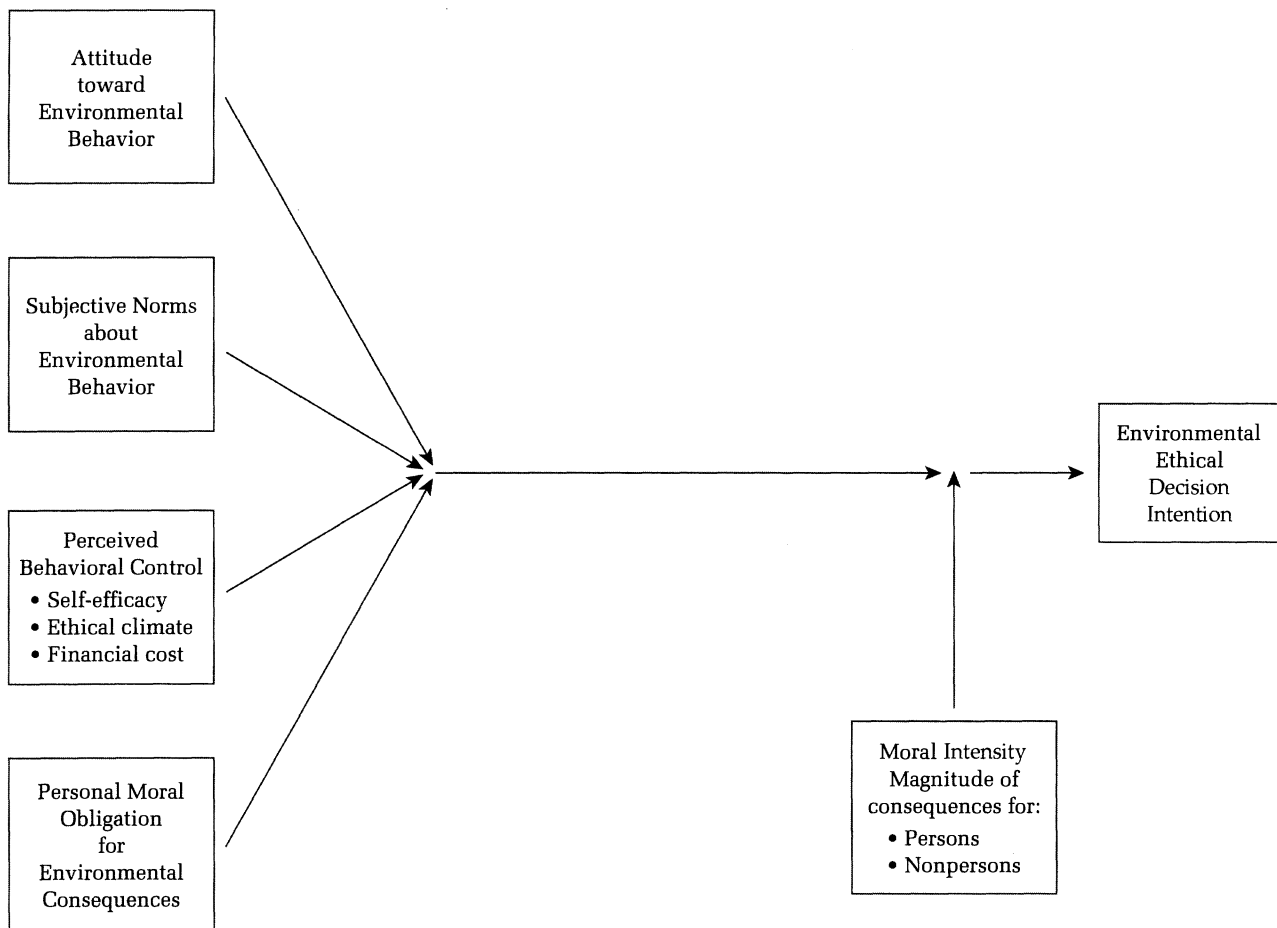 Attitude
toward
Environmental
Behavior
Subjective Norms
about
Environmental
Behavior
Perceived
Behavioral Control
• Self-efficacy
• Ethical climate
• Financial cost
Personal Moral
Obligation
for
Environmental
Consequences
Moral Intensity
Magnitude of
consequences for:
• Persons
• Nonpersons
Environmental
Ethical
Decision
Intention